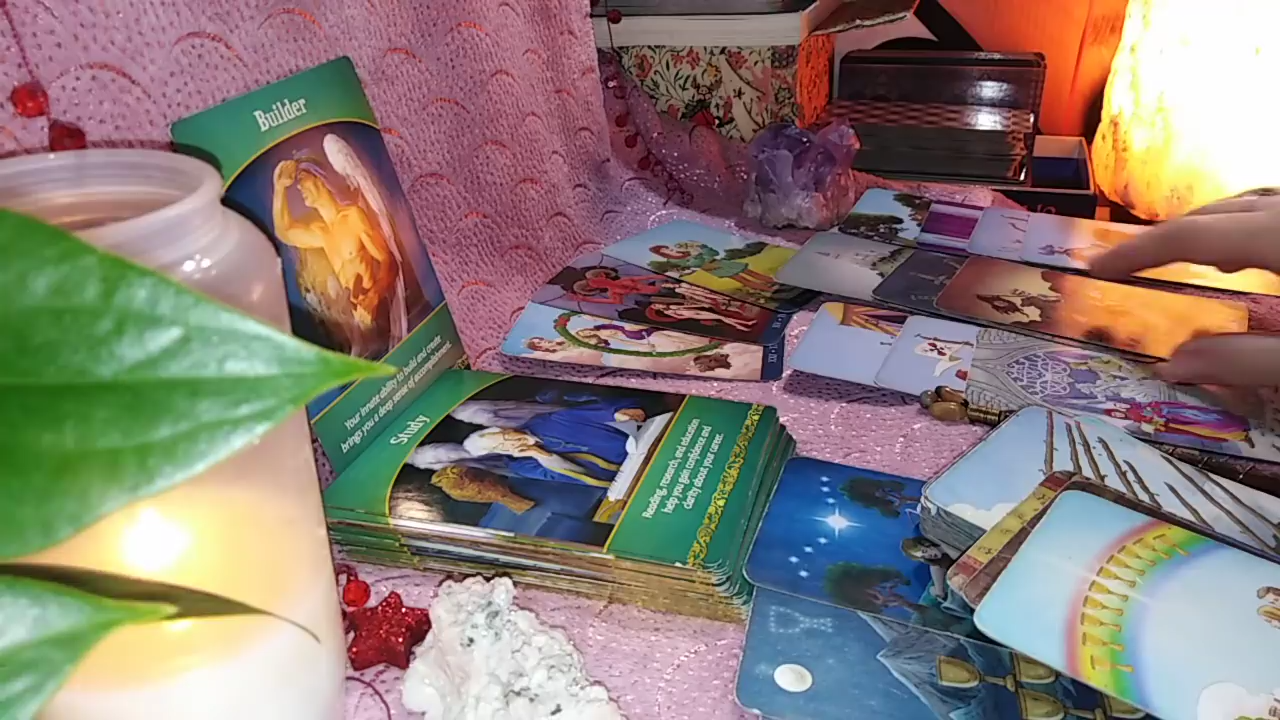 Builder
Your innate ability to build and create
brings you a deep sense of accomplishment.
Study
Reading, research, and education
help you gain confidence and
clarity about your career.